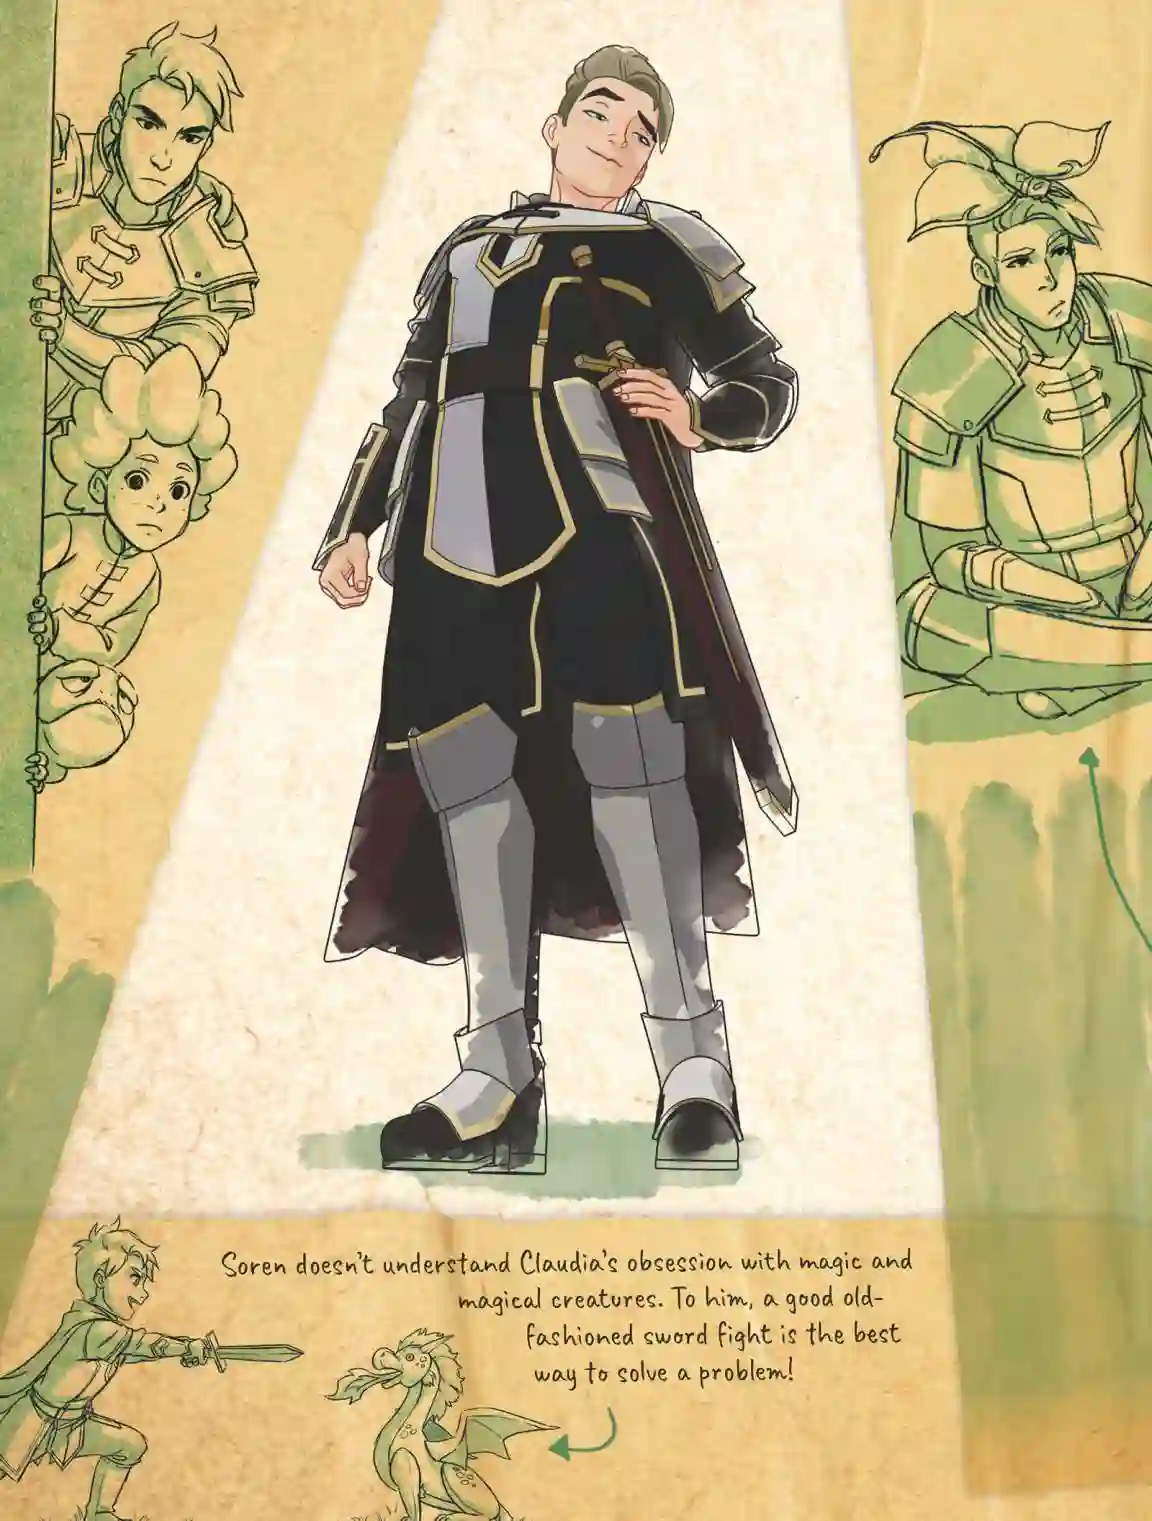 Soren doesn't understand Claudia's obsession with magic and
magical creatures. To him, a good old-
fashioned sword fight is the best
way to solve a problem!